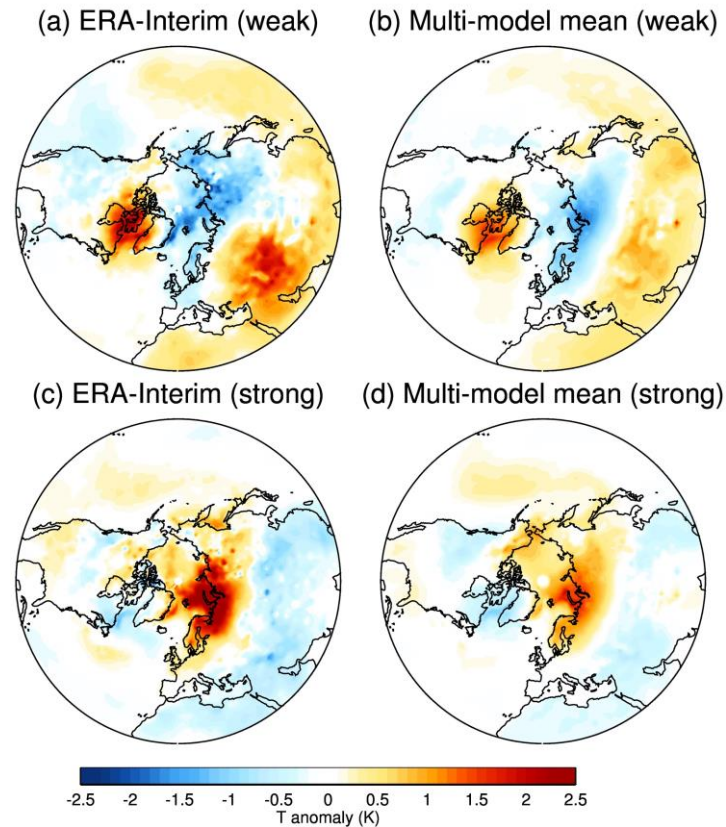 (a) ERA-Interim (weak)
(b) Multi-model mean (weak)
(c) ERA-Interim (strong)
(d) Multi-model mean (strong)
-2.5 -2 -1.5 -1 -0.5 0 0.5 1 1.5 2 2.5
T anomaly (K)